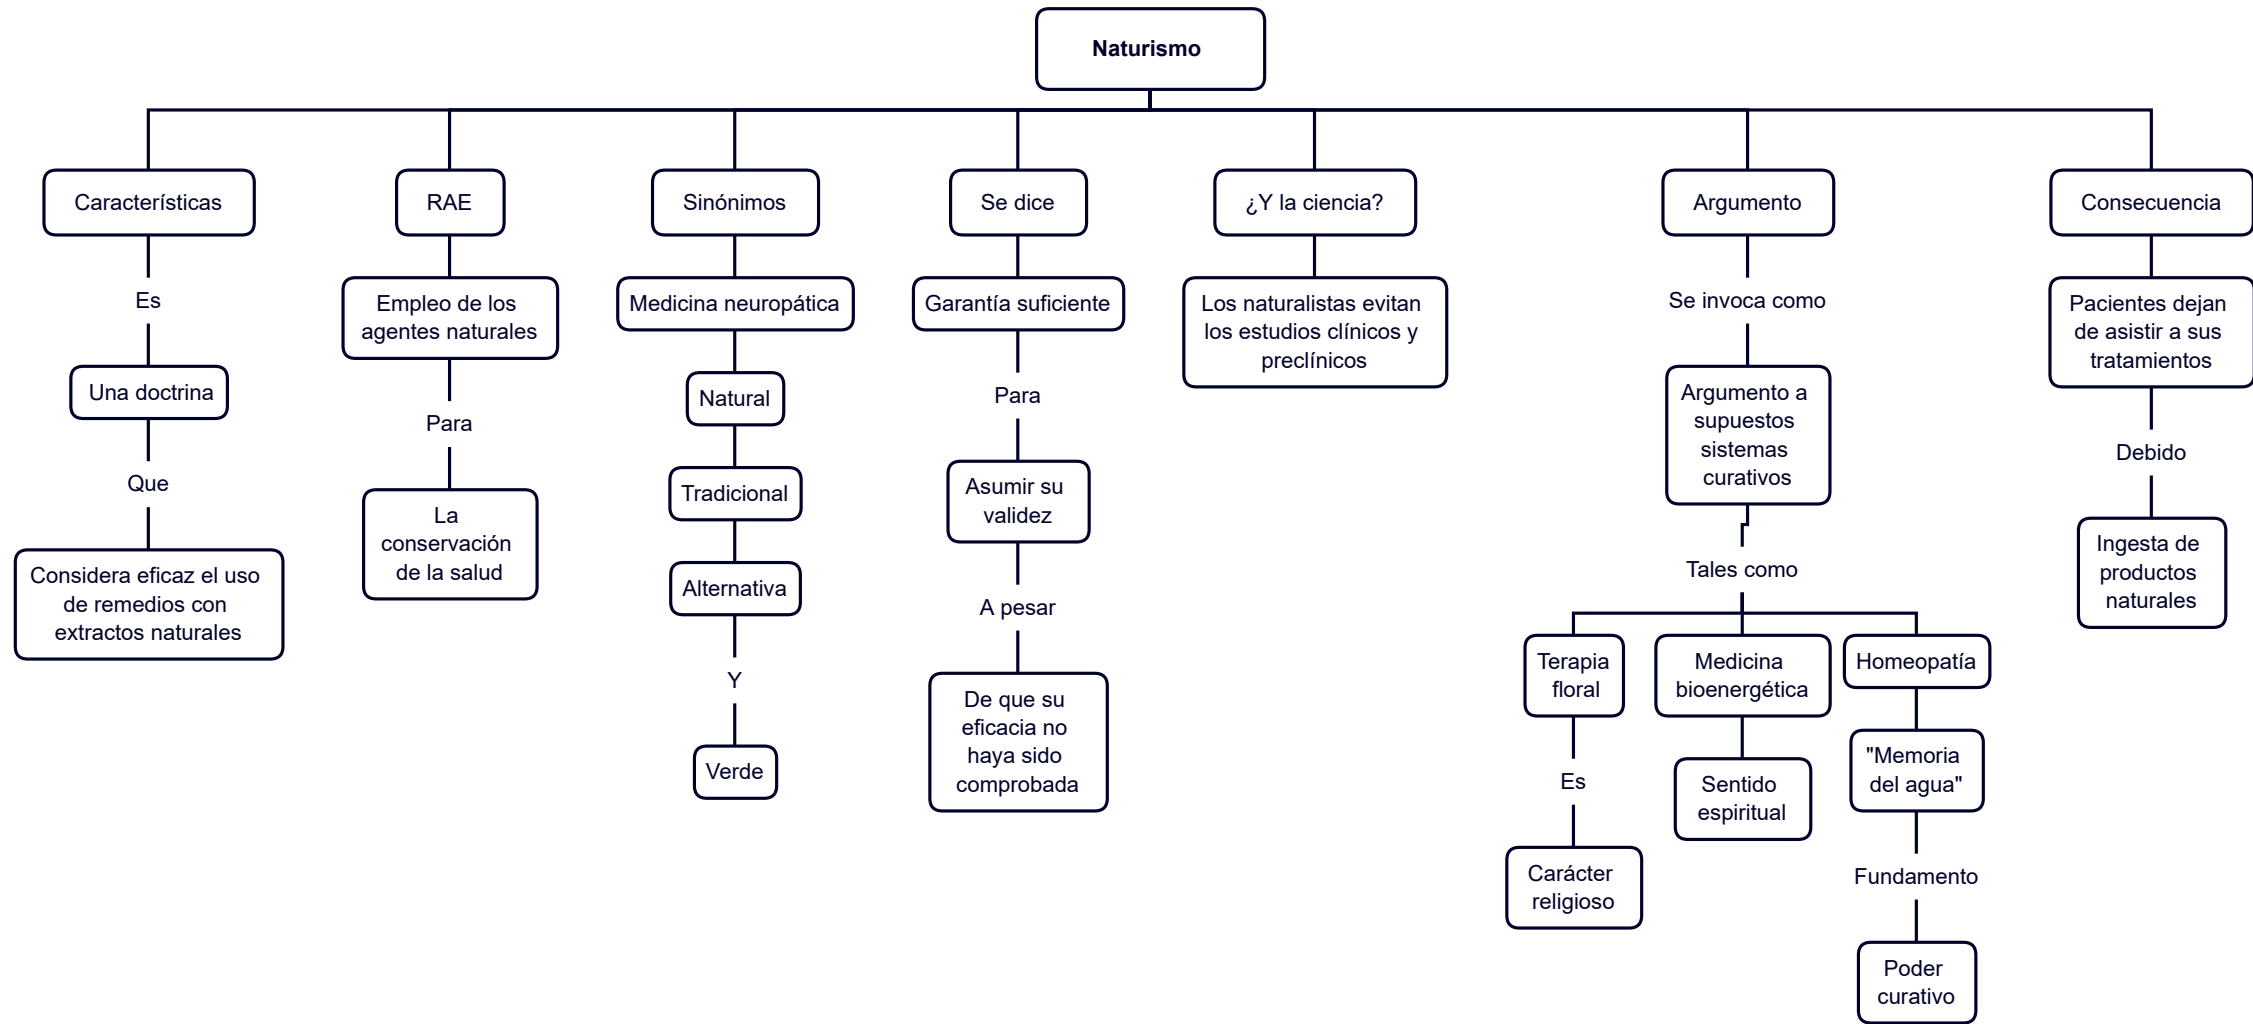 Naturismo
Características
RAE
Sinónimos
Se dice
¿Y la ciencia?
Argumento
Consecuencia
Es
Una doctrina
Que
Considera eficaz el uso
de remedios con
extractos naturales
Empleo de los
agentes naturales
Para
La
conservación
de la salud
Medicina neuropática
Natural
Tradicional
Alternativa
Y
Verde
Garantía suficiente
Para
Asumir su
validez
A pesar
De que su
eficacia no
haya sido
comprobada
Los naturalistas evitan
los estudios clínicos y
preclínicos
Se invoca como
Argumento a
supuestos
sistemas
curativos
Tales como
Terapia
floral
Es
Carácter
religioso
Medicina
bioenergética
Sentido
espiritual
Homeopatía
"Memoria
del agua"
Fundamento
Poder
curativo
Pacientes dejan
de asistir a sus
tratamientos
Debido
Ingesta de
productos
naturales